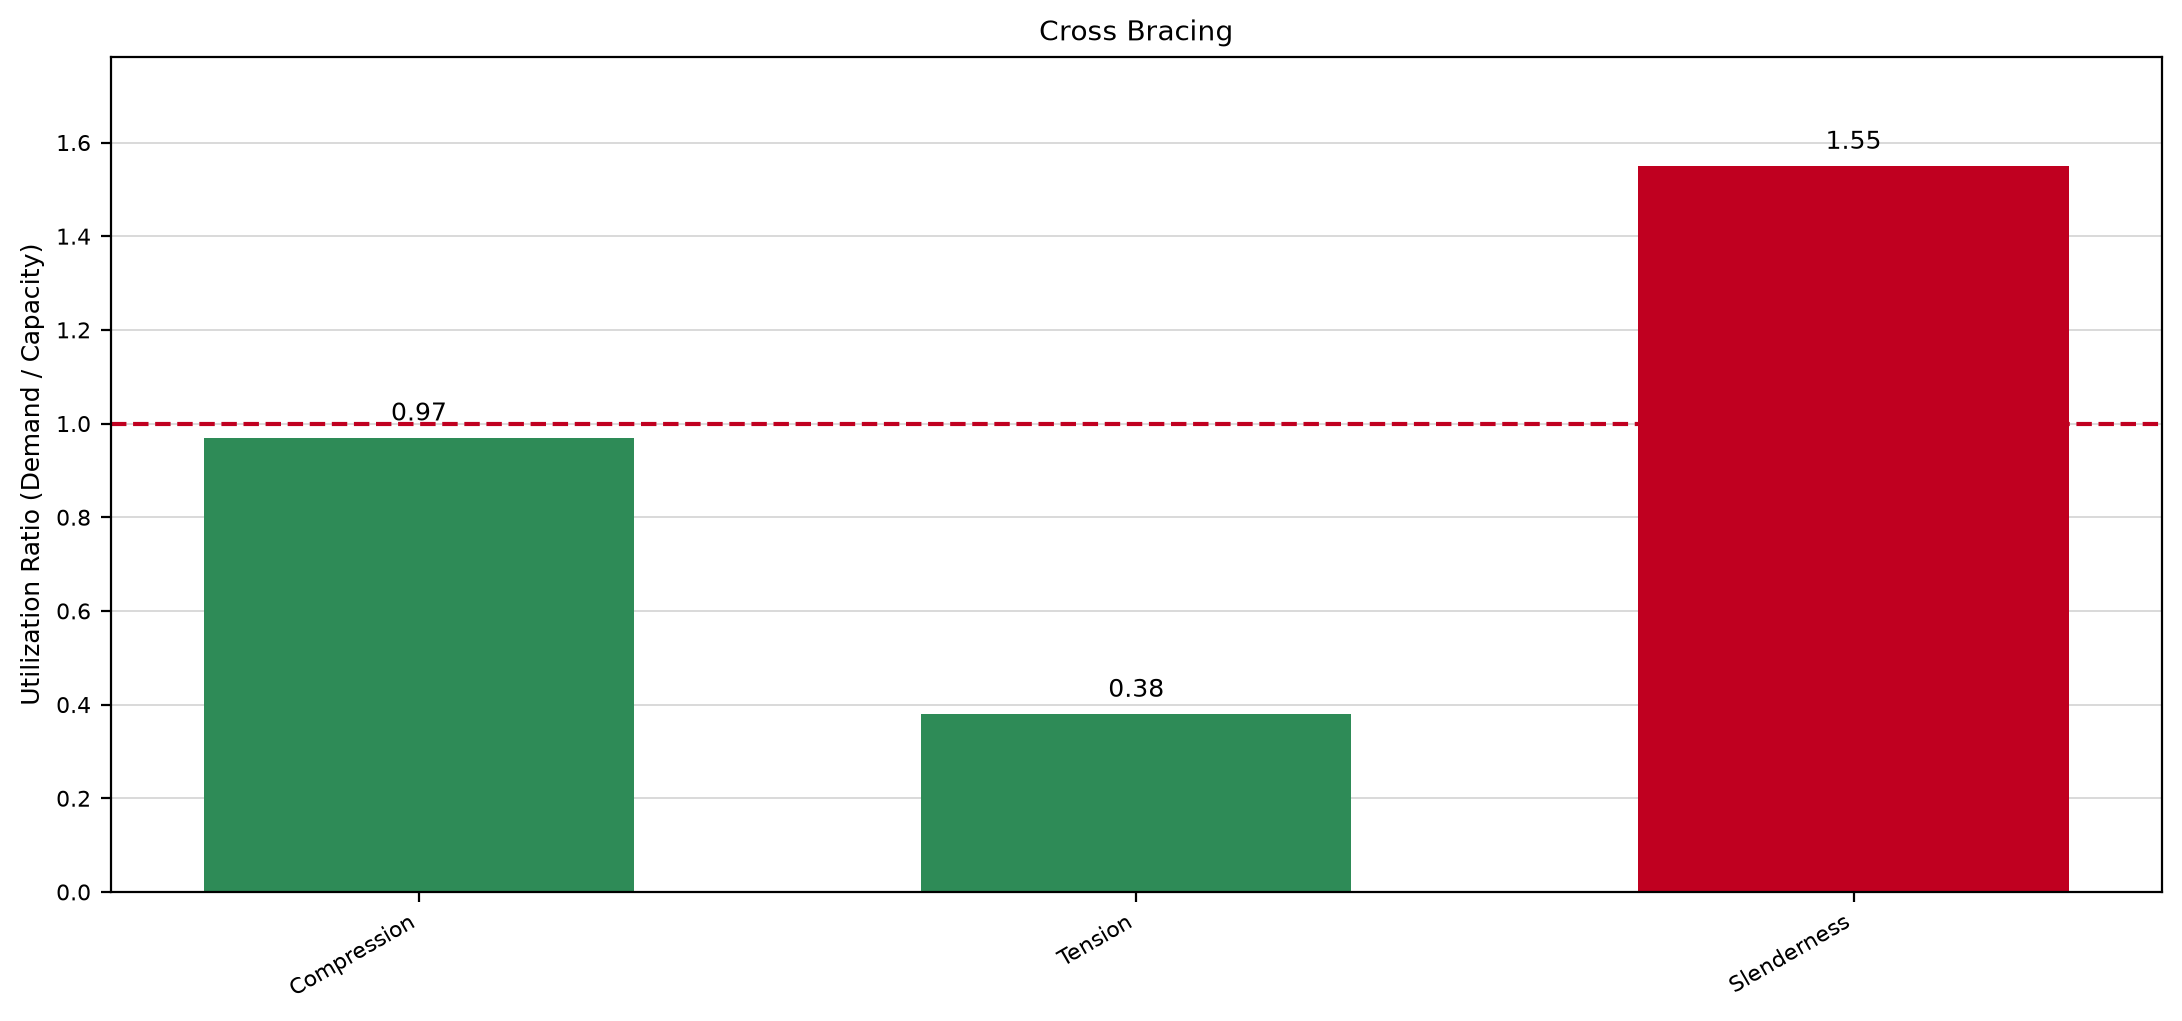 Cross Bracing
Utilization Ratio (Demand / Capacity)
1.6
1.4
1.2
1.0
0.8
0.6
0.4
0.2
0.0
0.97
0.38
1.55
Compression
Tension
Slenderness